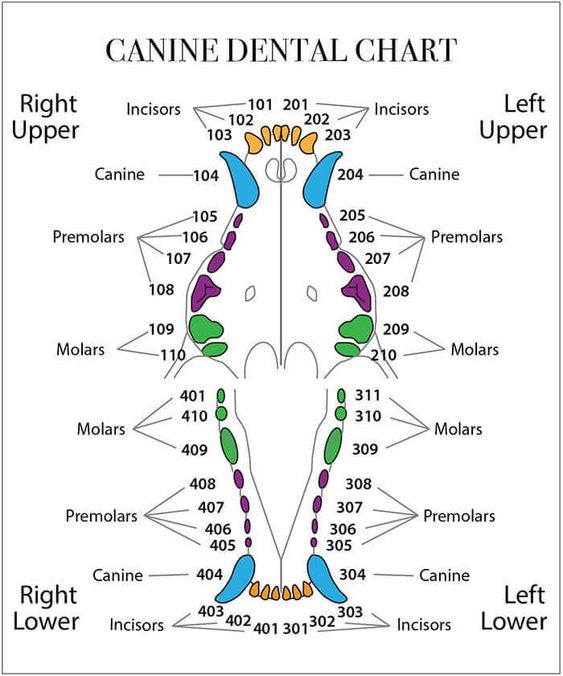 CANINE DENTAL CHART
Right
Upper
Left
Upper
Incisors
101 201
Incisors
102
202
103
203
Canine
104
204
Canine
105
205
Premolars
106
206
Premolars
107
207
108
208
109
209
Molars
110
210
Molars
401
311
410
310
Molars
409
309
Molars
408
308
407
307
Premolars
406
306
Premolars
405
305
Canine
404
304
Canine
Right
Lower
Left
Lower
403
303
Incisors
402
302
Incisors
401 301